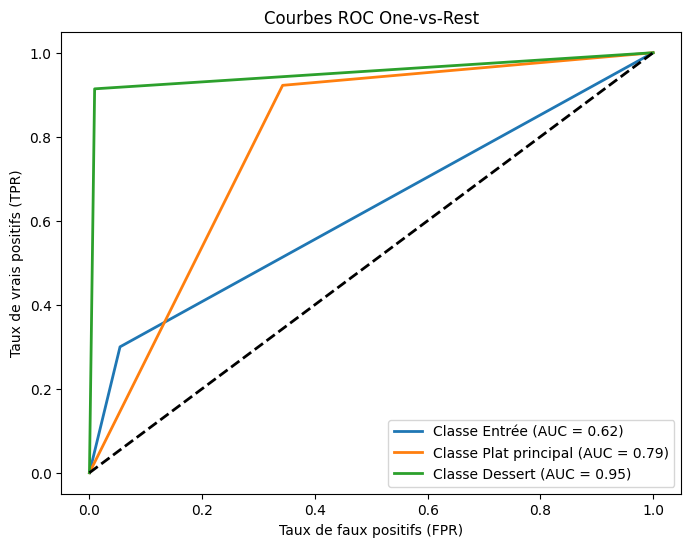 Courbes ROC One-vs-Rest
Taux de vrais positifs (TPR)
1.0
0.8
0.6
0.4
0.2
0.0
0.0 0.2 0.4 0.6 0.8 1.0
Taux de faux positifs (FPR)
Classe Entrée (AUC = 0.62)
Classe Plat principal (AUC = 0.79)
Classe Dessert (AUC = 0.95)